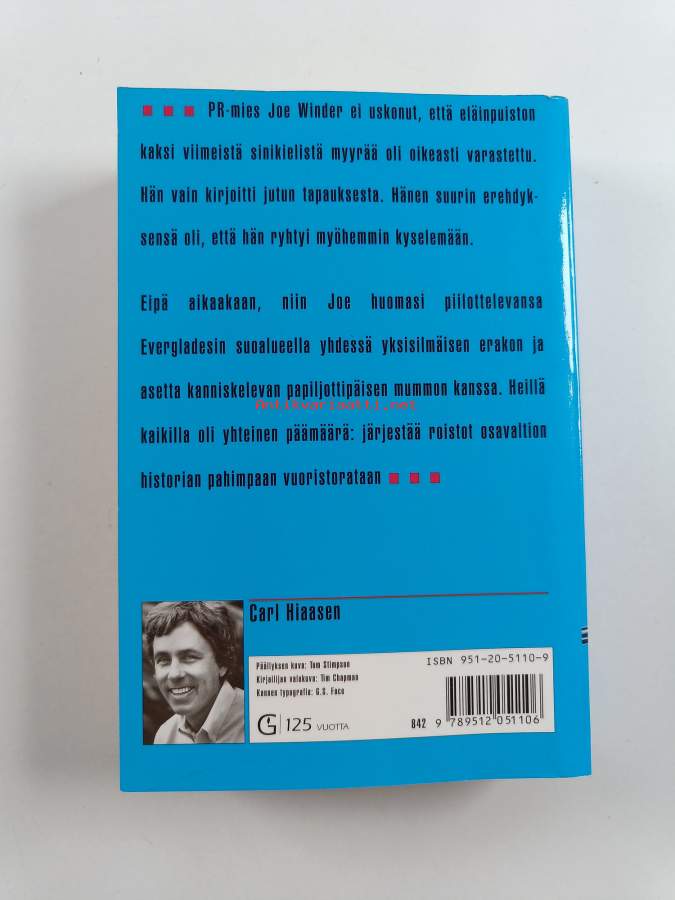 PR-mies Joe Winder ei uskonut, että eläinpuiston
kaksi viimeistä sinikielistä myyrää oli oikeasti varastettu.
Hän vain kirjoitti jutun tapauksesta. Hänen suurin erehdyk-
sensä oli, että hän ryhtyi myöhemmin kyselemään.
Eipä aikaakaan, niin Joe huomasi piilottelevansa
Evergladesin suoalueella yhdessä yksisilmäisen erakon ja
asetta kanniskelevan papiljottipäisen mummon kanssa. Heillä
Antikvariaatti.net
kaikilla oli yhteinen päämäärä: järjestää roistot osavaltion
historian pahimpaan vuoristorataan
Carl Hiaasen
Päällyksen kuva: Tom Stimpson
Kirjailijan valokuva: Tim Chapman
Kannen typografia: G.S. Face
G 125 VUOTTA
ISBN 951-20-5110-9
842 9 789512 051106